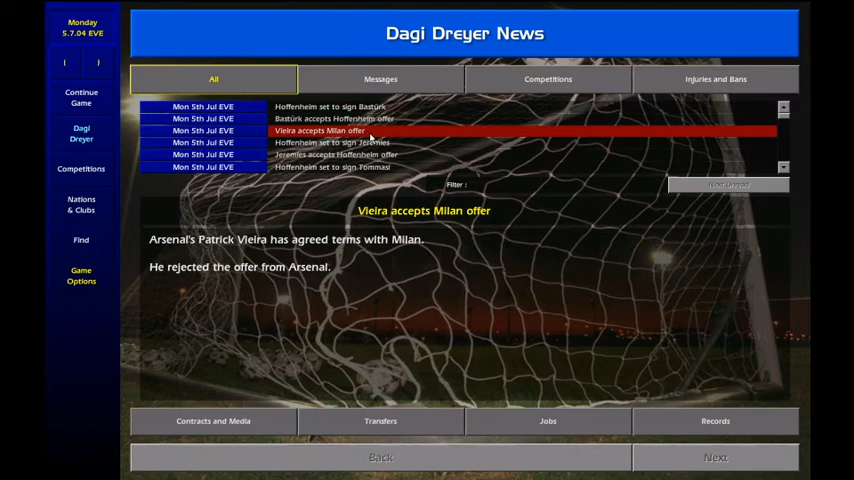 Monday
5.7.04 EVE
Dagi Dreyer News
( )
Continue
Game
Dagi
Dreyer
Competitions
Nations
& Clubs
Find
Game
Options
All
Messages
Competitions
Injuries and Bans
Mon 5th Jul EVE Hoffenheim set to sign Bastürk
Mon 5th Jul EVE Bastürk accepts Hoffenheim offer
Mon 5th Jul EVE Vieira accepts Milan offer
Mon 5th Jul EVE Hoffenheim set to sign Jeremies
Mon 5th Jul EVE Jeremies accepts Hoffenheim offer
Mon 5th Jul EVE Hoffenheim set to sign Tommasi
Filter :
Next Unread
Vieira accepts Milan offer
Arsenal's Patrick Vieira has agreed terms with Milan.
He rejected the offer from Arsenal.
Contracts and Media
Transfers
Jobs
Records
Back
Next